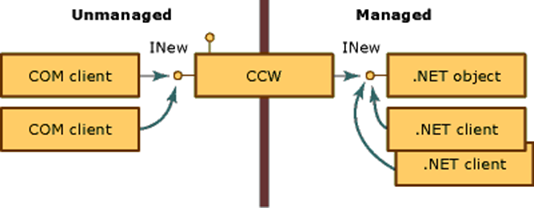 Unmanaged
Managed
INew
INew
COM client
CCW
.NET object
COM client
.NET client
.NET client